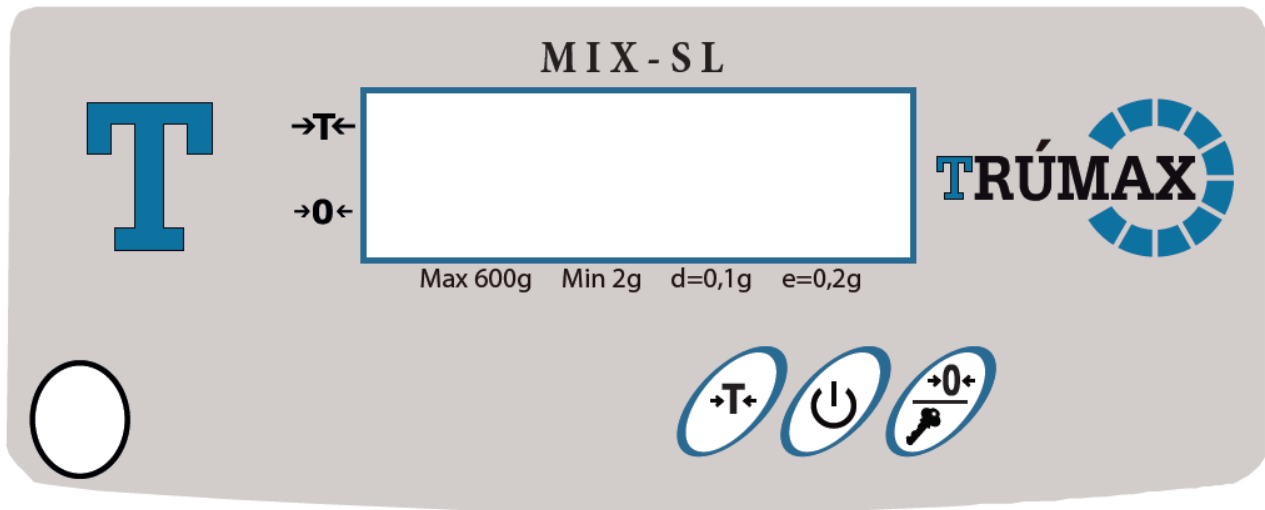 MIX-SL
T
→T←
TRÚMAX
→0←
Max 600g Min 2g d=0,1g e=0,2g
→T← →0←